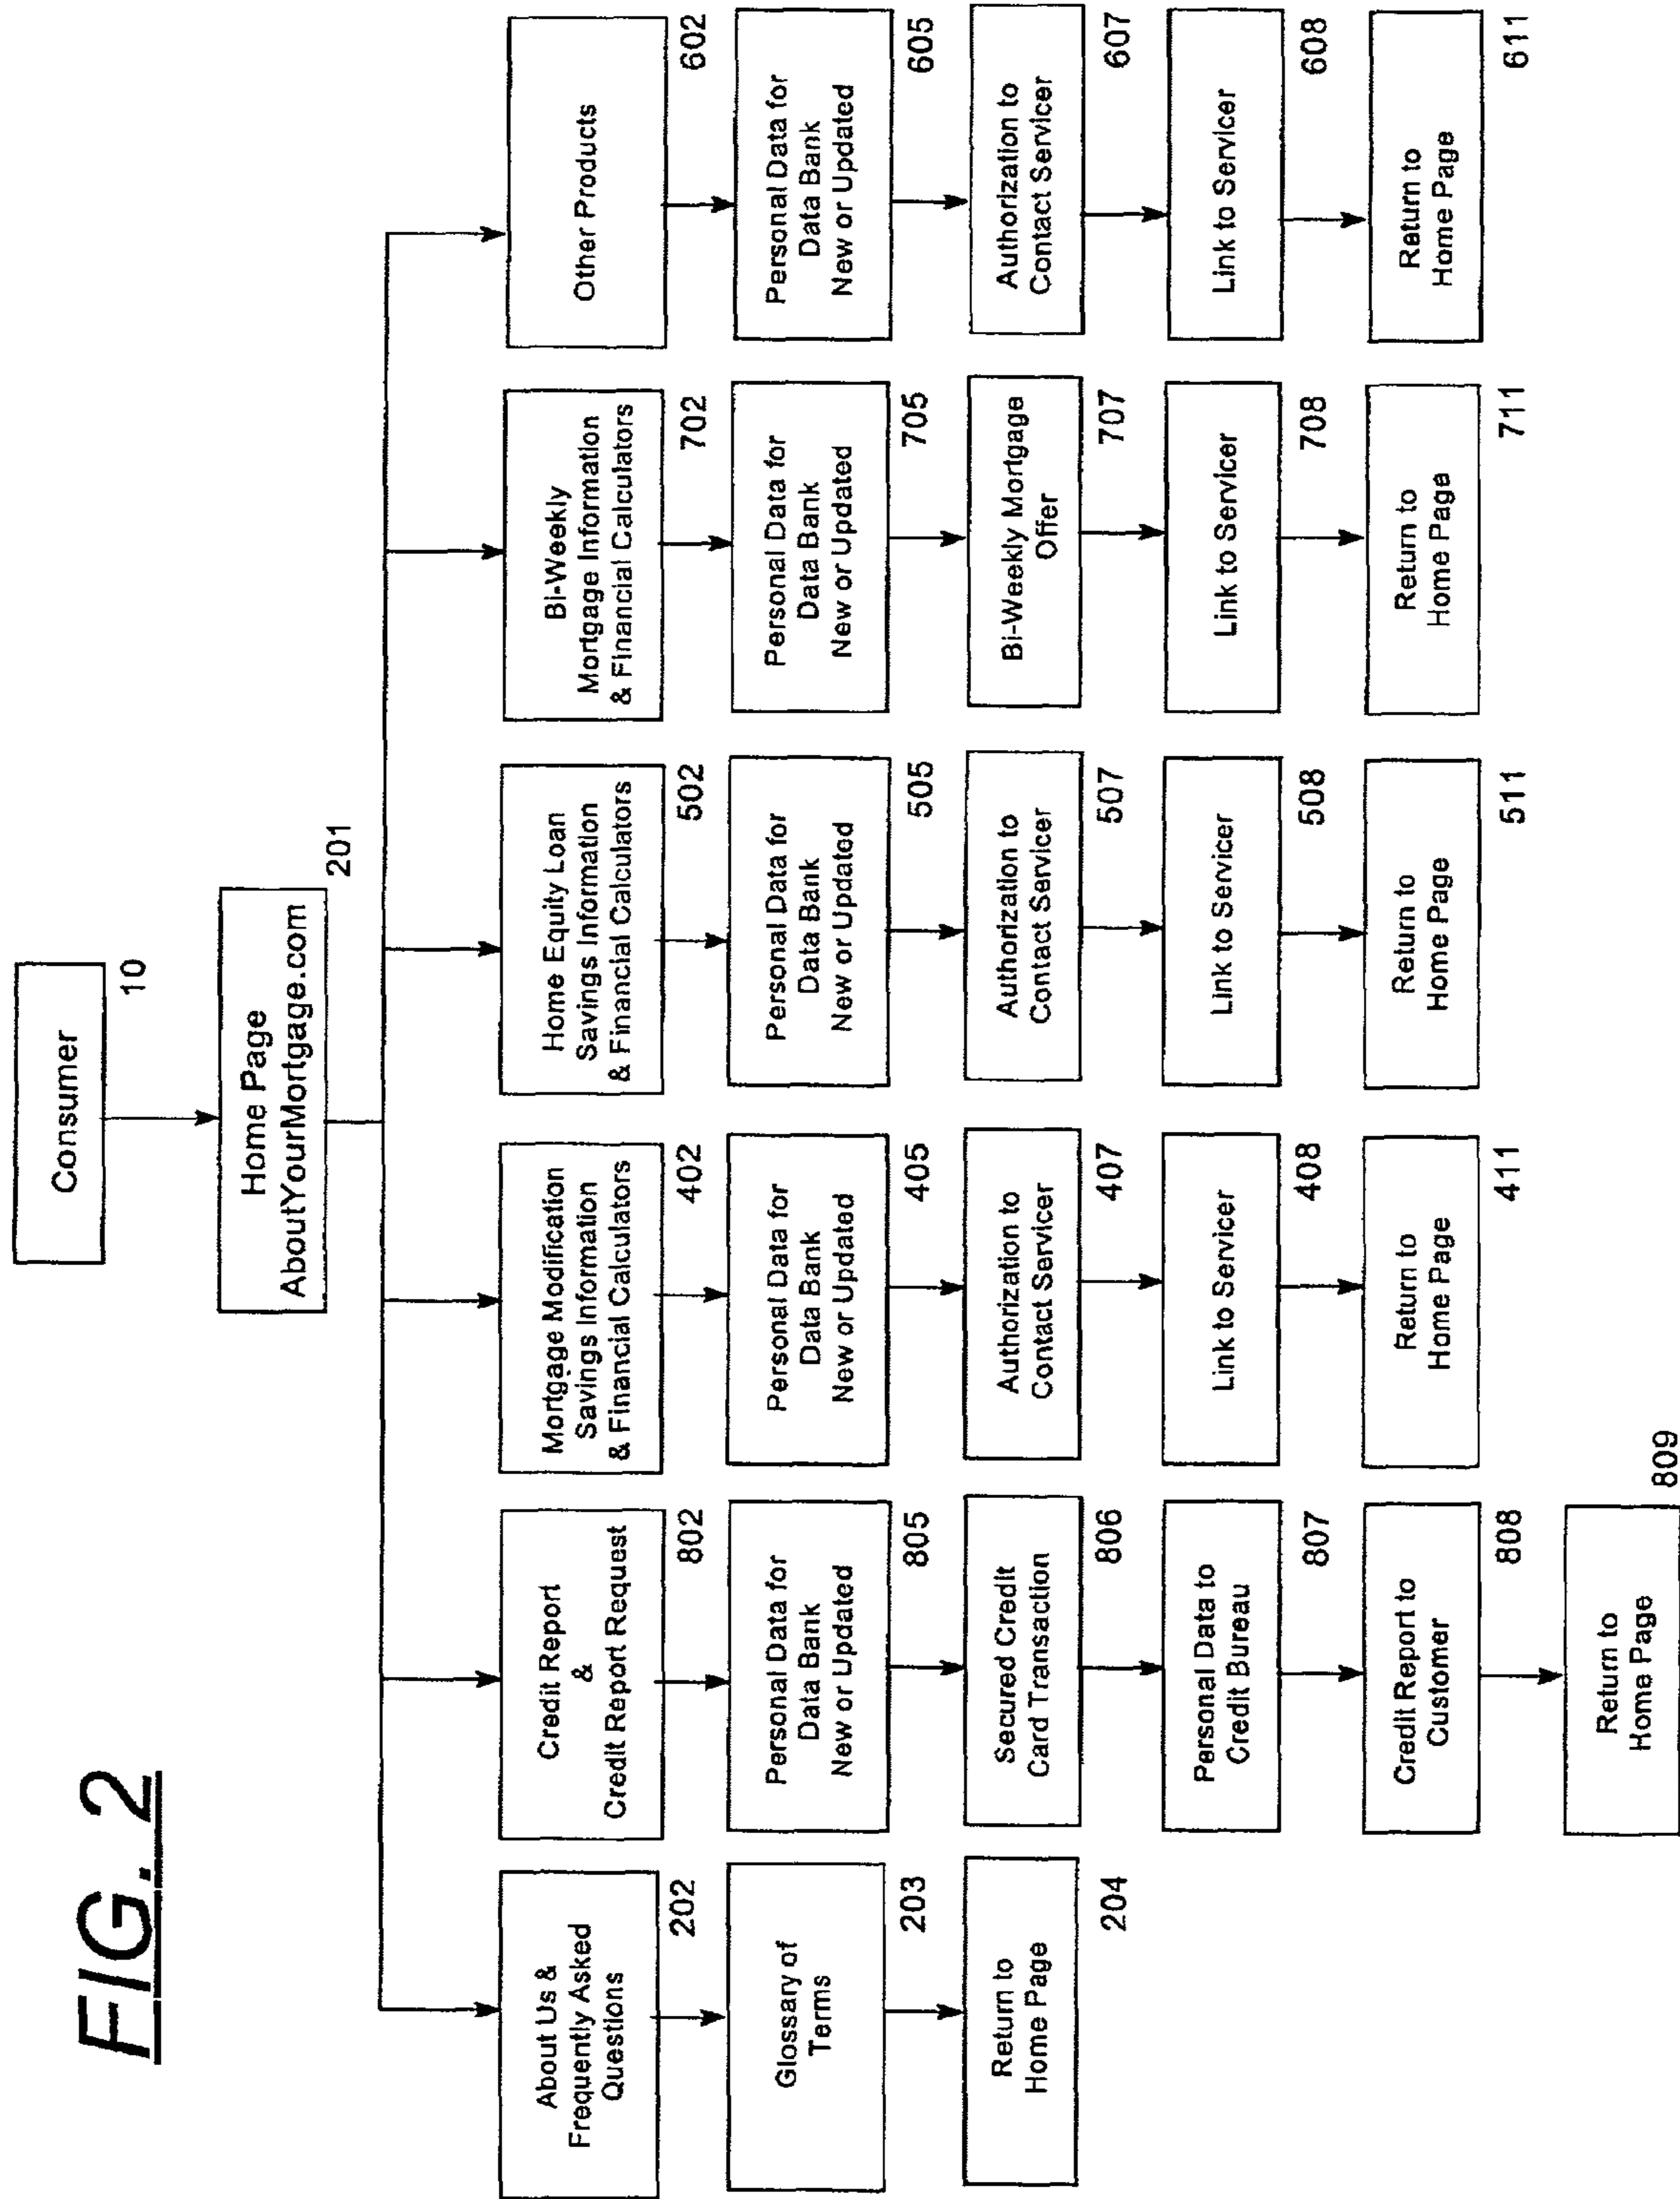 FIG. 2
Consumer
10
Home Page
AboutYourMortgage.com
201
About Us &
Frequently Asked
Questions
202
Glossary of
Terms
203
Return to
Home Page
204
Credit Report
&
Credit Report Request
802
Personal Data for
Data Bank
New or Updated
805
Secured Credit
Card Transaction
806
Personal Data to
Credit Bureau
807
Credit Report to
Customer
808
Return to
Home Page
809
Mortgage Modification
Savings Information
& Financial Calculators
402
Personal Data for
Data Bank
New or Updated
405
Authorization to
Contact Servicer
407
Link to Servicer
408
Return to
Home Page
411
Home Equity Loan
Savings Information
& Financial Calculators
502
Personal Data for
Data Bank
New or Updated
505
Authorization to
Contact Servicer
507
Link to Servicer
508
Return to
Home Page
511
Bi-Weekly
Mortgage Information
& Financial Calculators
702
Personal Data for
Data Bank
New or Updated
705
Bi-Weekly Mortgage
Offer
707
Link to Servicer
708
Return to
Home Page
711
Other Products
602
Personal Data for
Data Bank
New or Updated
605
Authorization to
Contact Servicer
607
Link to Servicer
608
Return to
Home Page
611